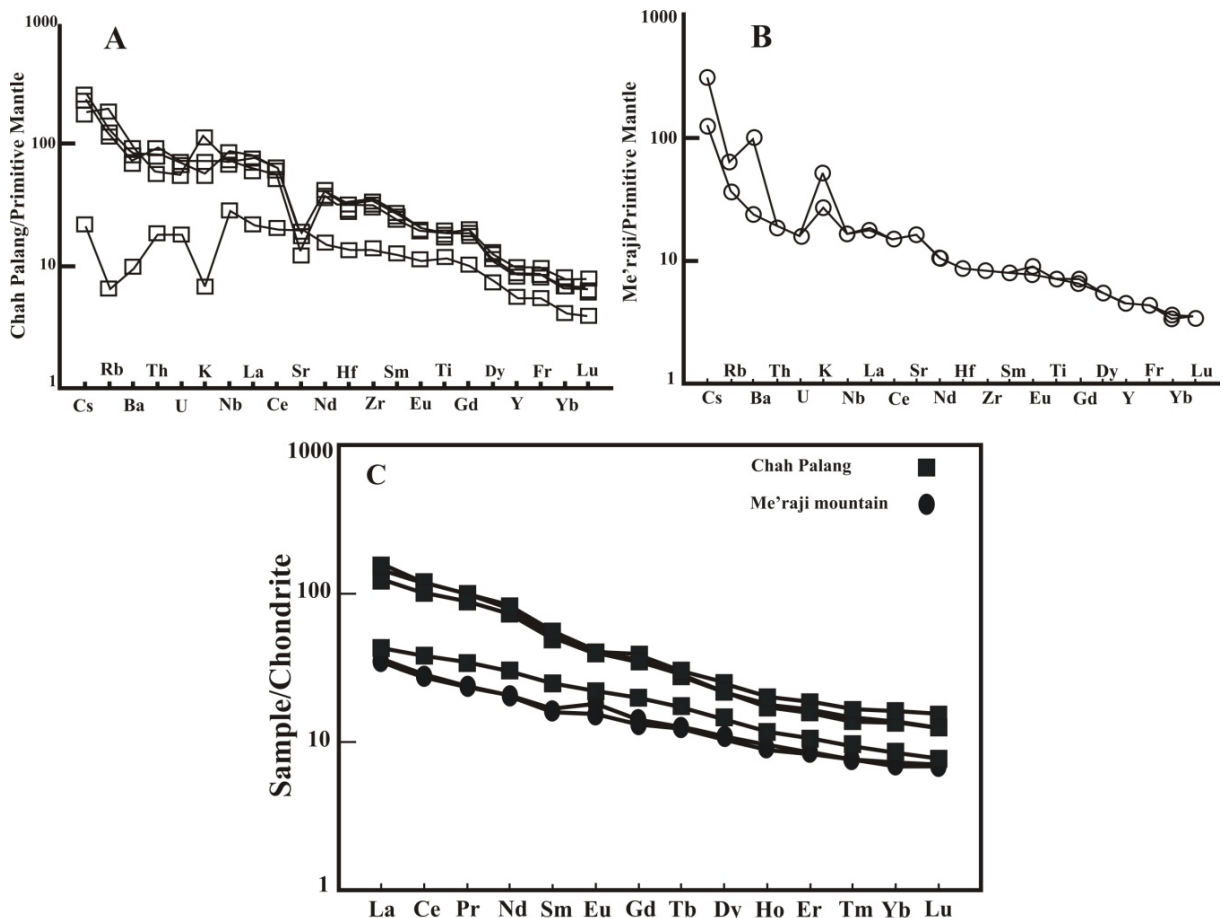 A
Chah Palang/Primitive Mantle
1000
100
10
1
Rb Th K La Sr Hf Sm Ti Dy Fr Lu
Cs Ba U Nb Ce Nd Zr Eu Gd Y Yb
B
Me'raji/Primitive Mantle
1000
100
10
1
Rb Th K La Sr Hf Sm Ti Dy Fr Lu
Cs Ba U Nb Ce Nd Zr Eu Gd Y Yb
C
Chah Palang
Me'raji mountain
Sample/Chondrite
1000
100
10
1
La Ce Pr Nd Sm Eu Gd Tb Dy Ho Er Tm Yb Lu